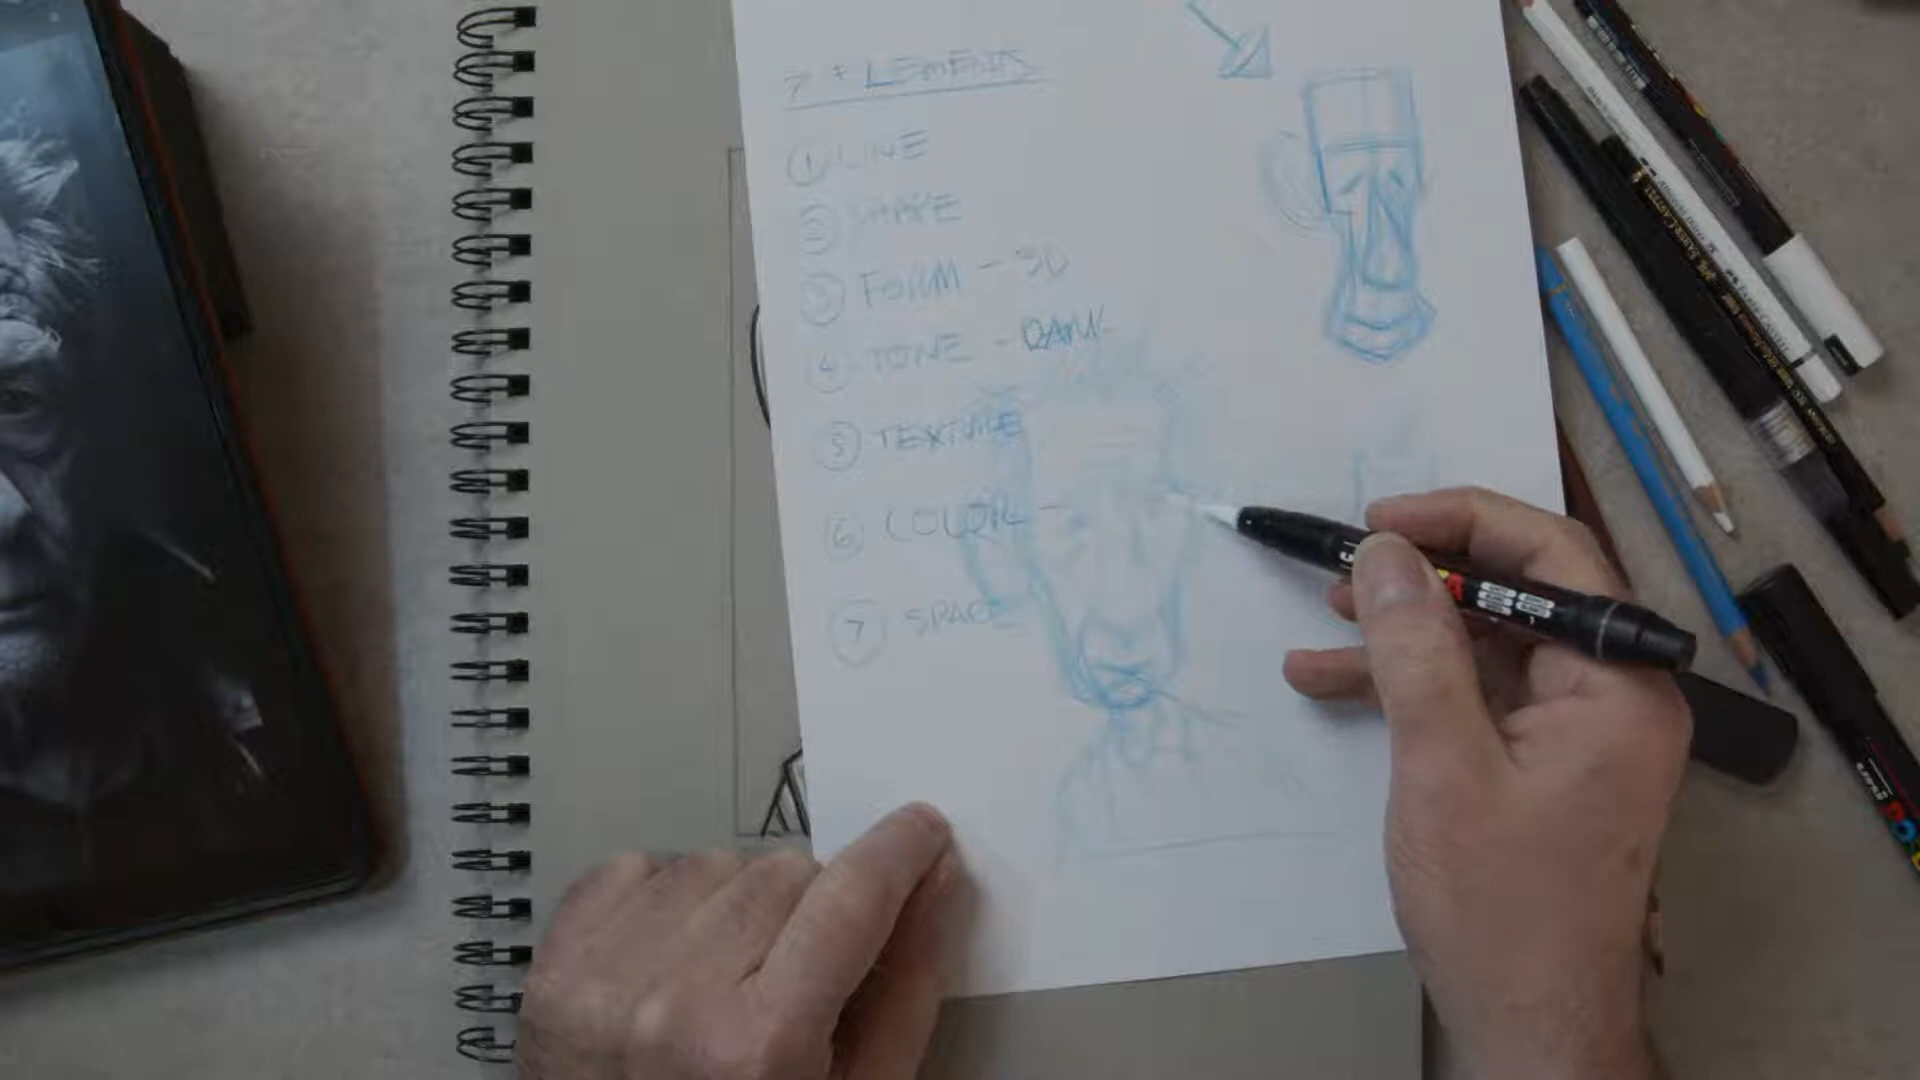 7 ELEMENTS
① LINE
② SHAPE
③ FORM - 3D
④ TONE - DARK
⑤ TEXTURE
⑥ COLOR -
⑦ SPACE